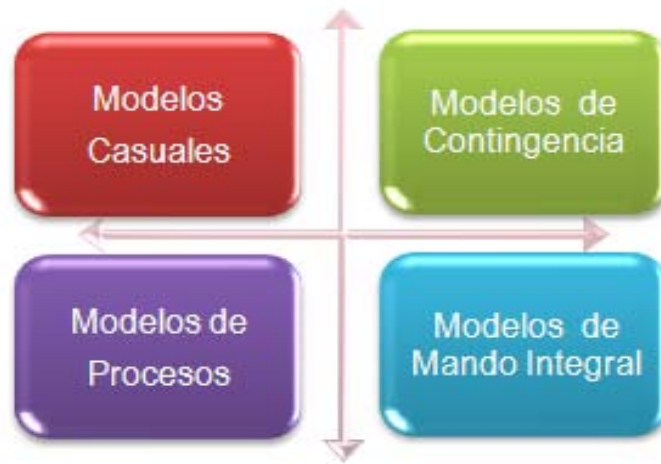 Modelos
Casuales
Modelos de
Contingencia
Modelos de
Procesos
Modelos de
Mando Integral